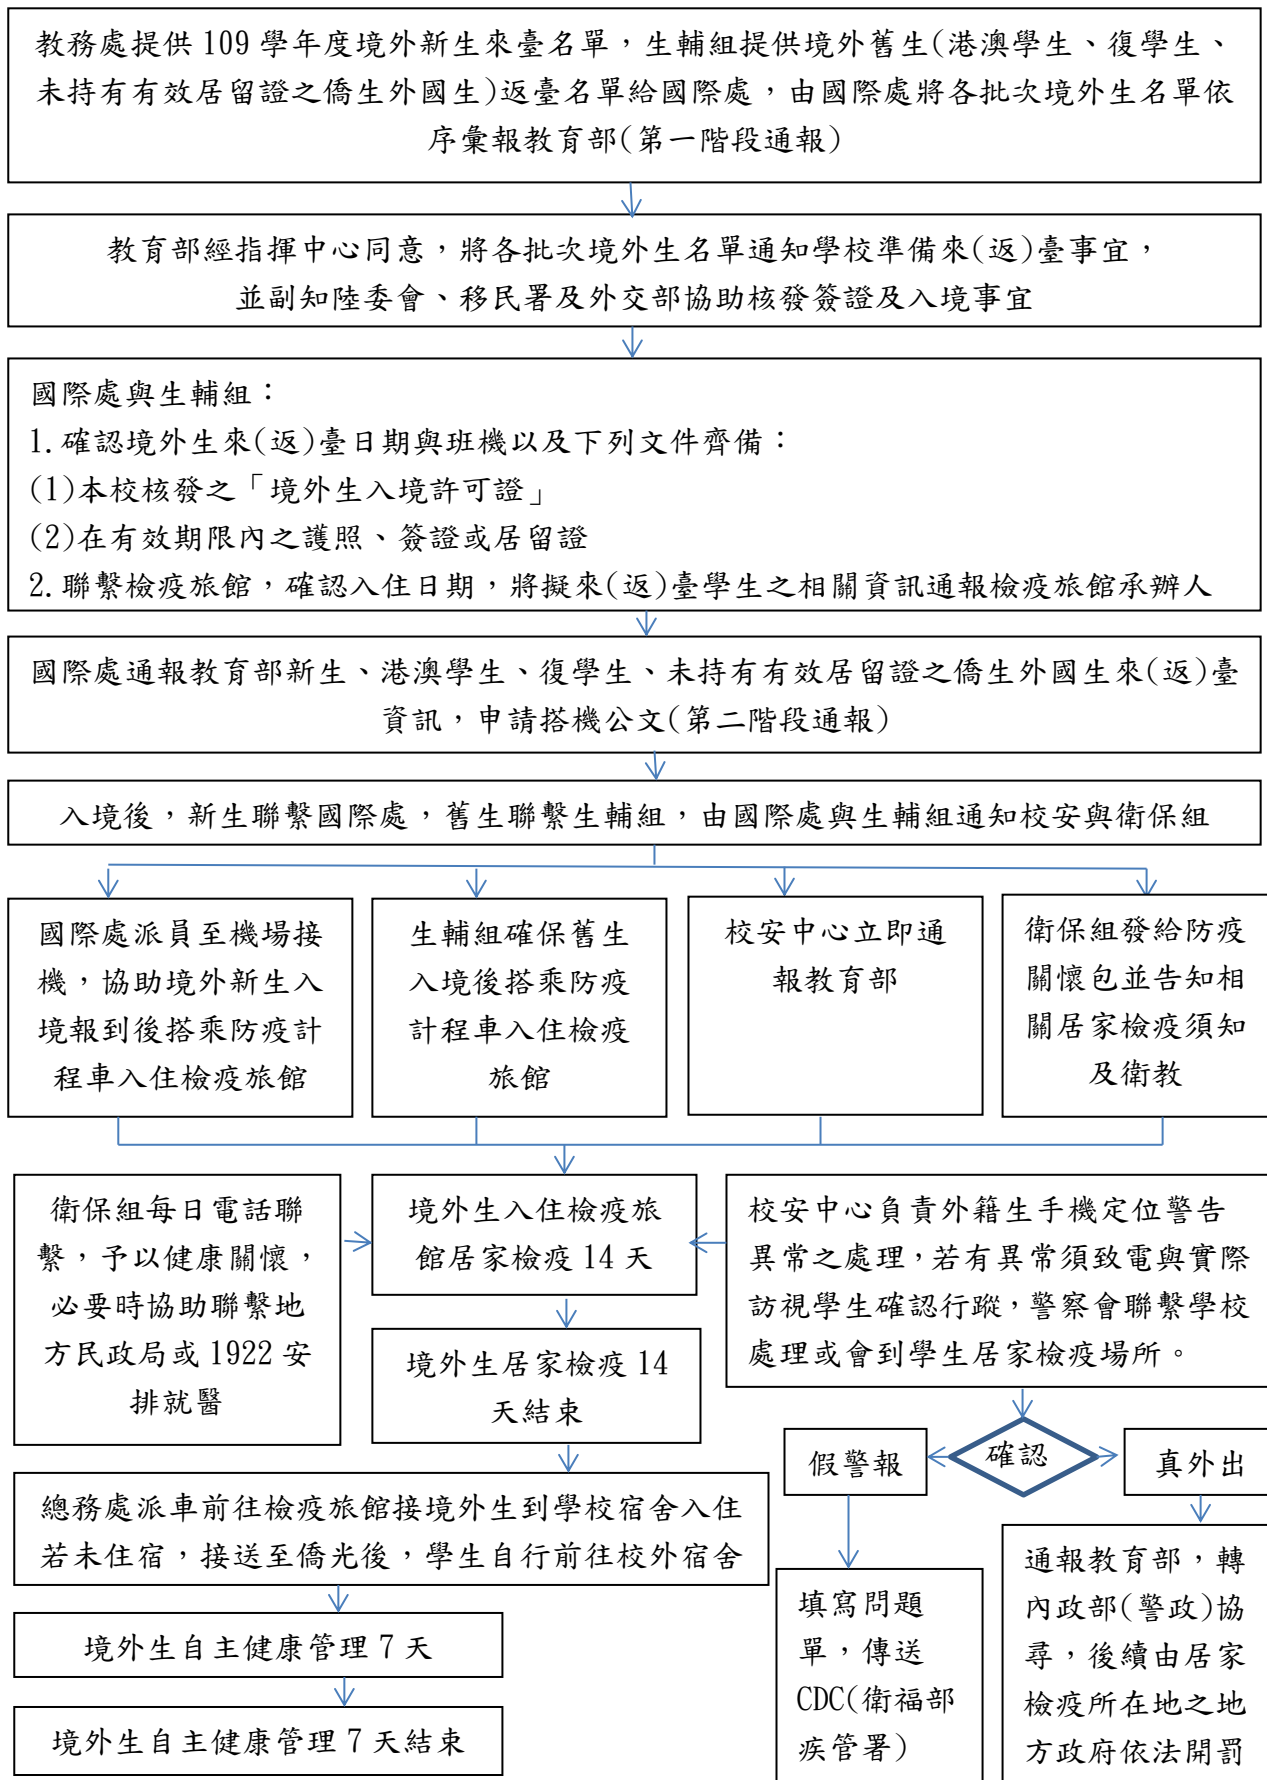 教務處提供 109 學年度境外新生來臺名單，生輔組提供境外舊生(港澳學生、復學生、
未持有有效居留證之僑生外國生)返臺名單給國際處，由國際處將各批次境外生名單依
序彙報教育部(第一階段通報)
教育部經指揮中心同意，將各批次境外生名單通知學校準備來(返)臺事宜，
並副知陸委會、移民署及外交部協助核發簽證及入境事宜
國際處與生輔組：
1.確認境外生來(返)臺日期與班機以及下列文件齊備：
(1)本校核發之「境外生入境許可證」
(2)在有效期限內之護照、簽證或居留證
2.聯繫檢疫旅館，確認入住日期，將擬來(返)臺學生之相關資訊通報檢疫旅館承辦人
國際處通報教育部新生、港澳學生、復學生、未持有有效居留證之僑生外國生來(返)臺
資訊，申請搭機公文(第二階段通報)
入境後，新生聯繫國際處，舊生聯繫生輔組，由國際處與生輔組通知校安與衛保組
國際處派員至機場接
機，協助境外新生入
境報到後搭乘防疫計
程車入住檢疫旅館
生輔組確保舊生
入境後搭乘防疫
計程車入住檢疫
旅館
校安中心立即通
報教育部
衛保組發給防疫
關懷包並告知相
關居家檢疫須知
及衛教
衛保組每日電話聯
繫，予以健康關懷，
必要時協助聯繫地
方民政局或 1922 安
排就醫
境外生入住檢疫旅
館居家檢疫 14 天
校安中心負責外籍生手機定位警告
異常之處理，若有異常須致電與實際
訪視學生確認行蹤，警察會聯繫學校
處理或會到學生居家檢疫場所。
境外生居家檢疫 14
天結束
假警報
確認
真外出
總務處派車前往檢疫旅館接境外生到學校宿舍入住
若未住宿，接送至僑光後，學生自行前往校外宿舍
填寫問題
單，傳送
CDC(衛福部
疾管署)
通報教育部，轉
內政部(警政)協
尋，後續由居家
檢疫所在地之地
方政府依法開罰
境外生自主健康管理 7 天
境外生自主健康管理 7 天結束